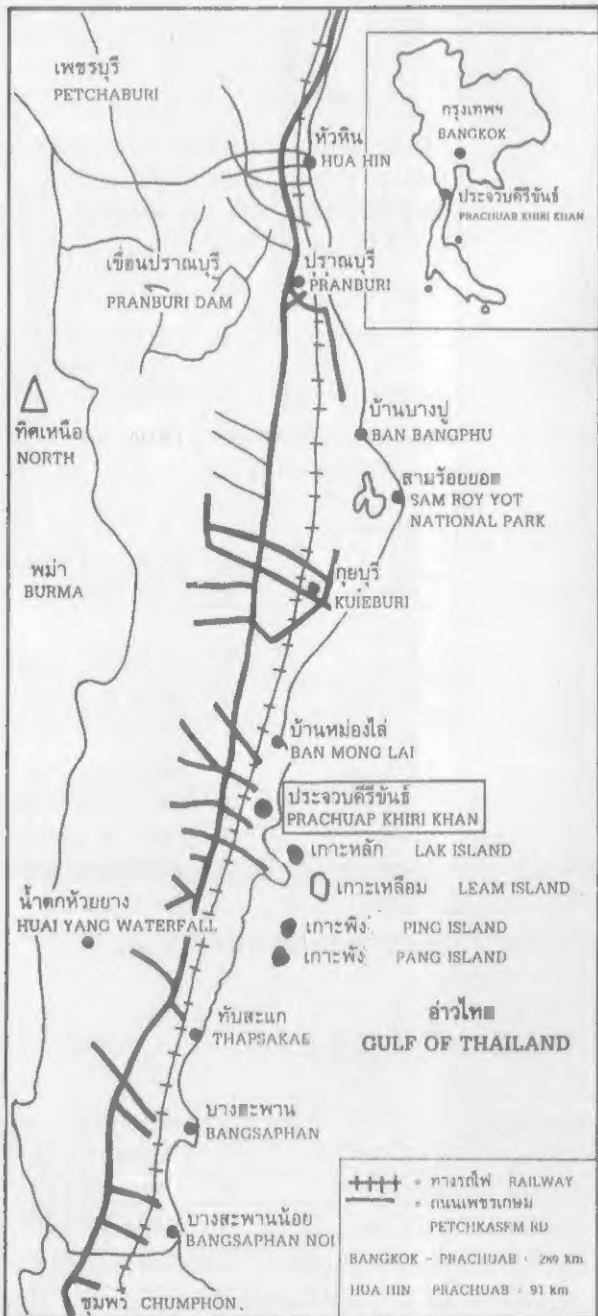 เพชรบุรี
PETCHABURI
หัวหิน
HUA HIN
กรุงเทพฯ
BANGKOK
ประจวบคีรีขันธ์
PRACHUAB KHIRI KHAN
เขื่อนปราณบุรี
PRANBURI DAM
ปราณบุรี
PRANBURI
ทิศเหนือ
NORTH
บ้านบางปู
BAN BANGPHU
สามร้อยยอด
SAM ROY YOT
NATIONAL PARK
พม่า
BURMA
กุยบุรี
KUIEBURI
บ้านหม่องไล่
BAN MONG LAI
ประจวบคีรีขันธ์
PRACHUAP KHIRI KHAN
เกาะหลัก LAK ISLAND
เกาะเหลือม LEAM ISLAND
น้ำตกห้วยยาง
HUAI YANG WATERFALL
เกาะพิง PING ISLAND
เกาะพัง PANG ISLAND
อ่าวไทย
GULF OF THAILAND
ทับสะแก
THAPSAKAE
บางสะพาน
BANGSAPHAN
บางสะพานน้อย
BANGSAPHAN NOI
ชุมพร CHUMPHON
= ทางรถไฟ RAILWAY
= ถนนเพชรเกษม
PETCHKASEM RD
BANGKOK - PRACHUAB = 289 km
HUA HIN PRACHUAB = 91 km